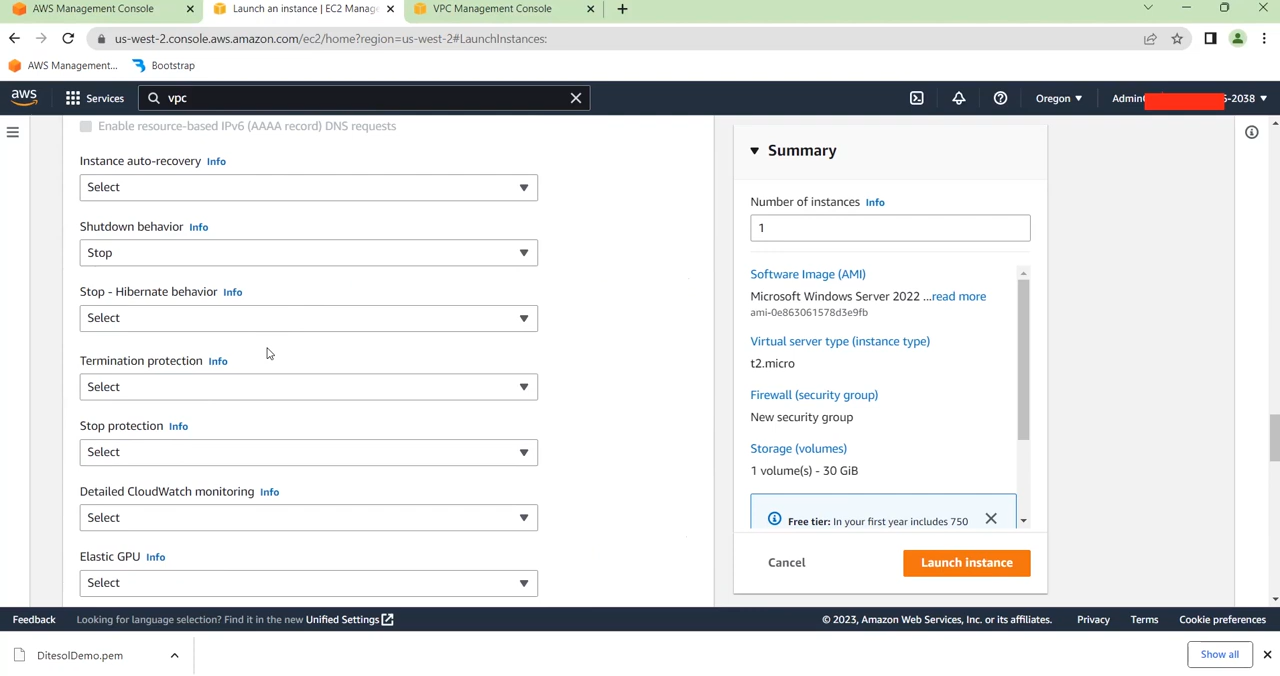 AWS Management Console
Launch an instance | EC2 Manag
VPC Management Console
us-west-2.console.aws.amazon.com/ec2/home?region=us-west-2#LaunchInstances:
AWS Management...
Bootstrap
aws
Services
vpc
Oregon
Admin
-2038
Enable resource-based IPv6 (AAAA record) DNS requests
Instance auto-recovery Info
Select
Shutdown behavior Info
Stop
Stop - Hibernate behavior Info
Select
Termination protection Info
Select
Stop protection Info
Select
Detailed CloudWatch monitoring Info
Select
Elastic GPU Info
Select
Summary
Number of instances Info
1
Software Image (AMI)
Microsoft Windows Server 2022 ...read more
ami-0e863061578d3e9fb
Virtual server type (instance type)
t2.micro
Firewall (security group)
New security group
Storage (volumes)
1 volume(s) - 30 GiB
Free tier: In your first year includes 750
Cancel
Launch instance
Feedback
Looking for language selection? Find it in the new Unified Settings
© 2023, Amazon Web Services, Inc. or its affiliates.
Privacy
Terms
Cookie preferences
DitesolDemo.pem
Show all